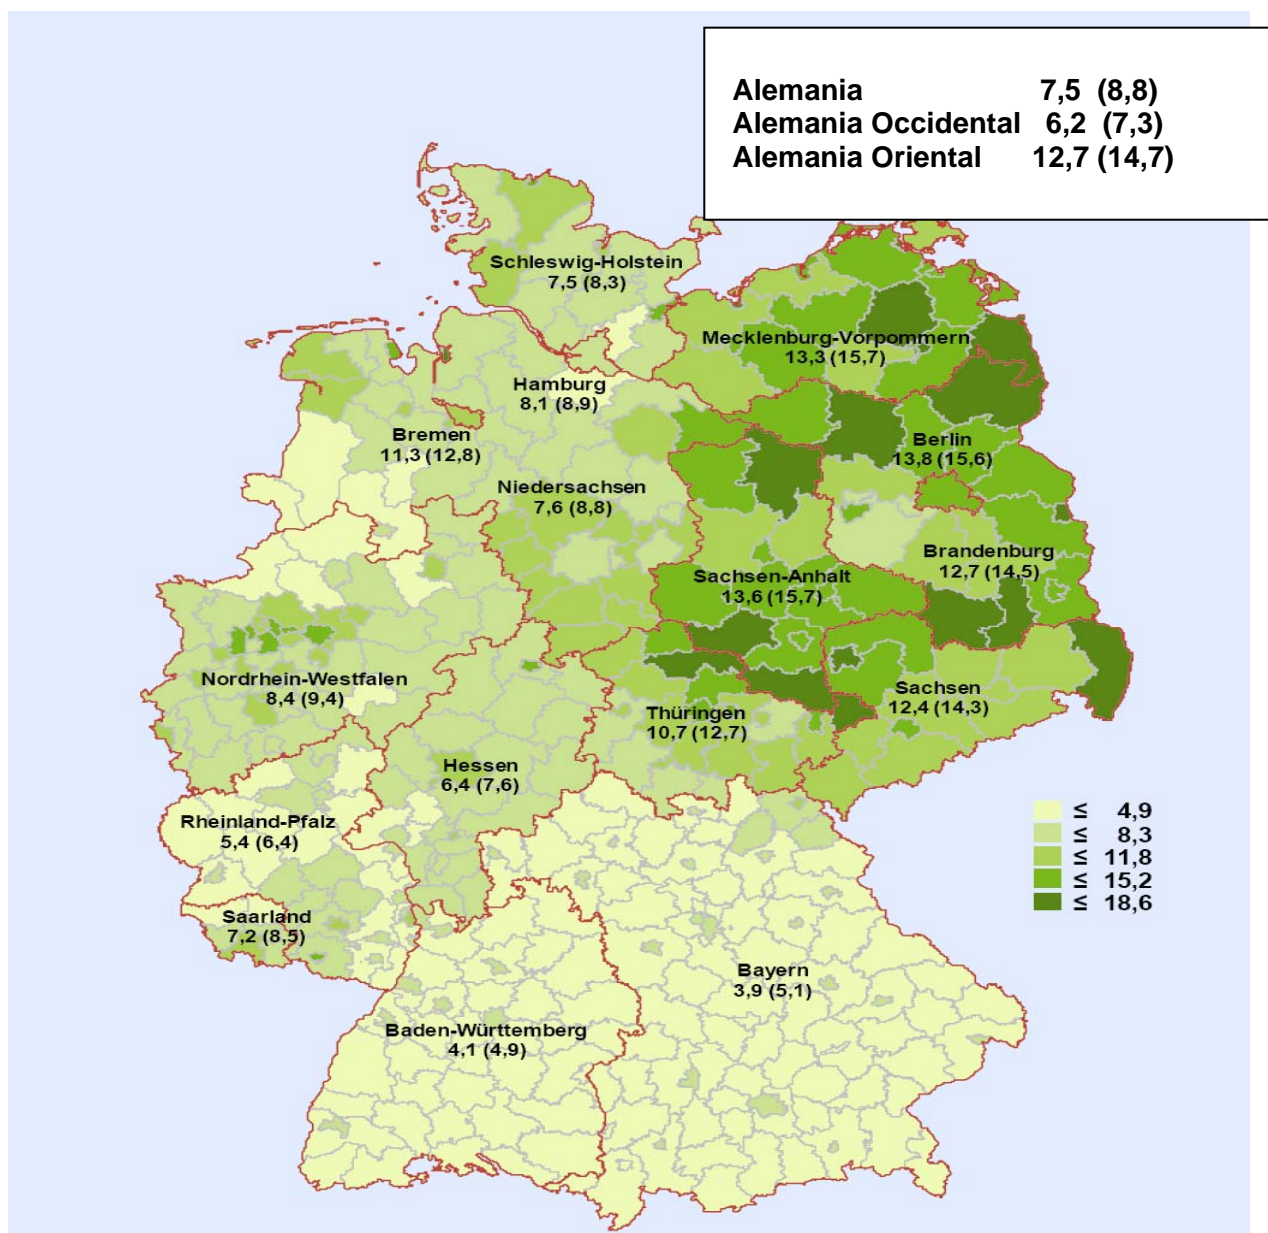 Alemania 7,5 (8,8)
Alemania Occidental 6,2 (7,3)
Alemania Oriental 12,7 (14,7)
Schleswig-Holstein
7,5 (8,3)
Mecklenburg-Vorpommern
13,3 (15,7)
Hamburg
8,1 (8,9)
Bremen
11,3 (12,8)
Berlin
13,8 (15,6)
Niedersachsen
7,6 (8,8)
Brandenburg
12,7 (14,5)
Sachsen-Anhalt
13,6 (15,7)
Nordrhein-Westfalen
8,4 (9,4)
Sachsen
12,4 (14,3)
Thüringen
10,7 (12,7)
Hessen
6,4 (7,6)
Rheinland-Pfalz
5,4 (6,4)
≤ 4,9
≤ 8,3
≤ 11,8
≤ 15,2
≤ 18,6
Saarland
7,2 (8,5)
Bayern
3,9 (5,1)
Baden-Württemberg
4,1 (4,9)